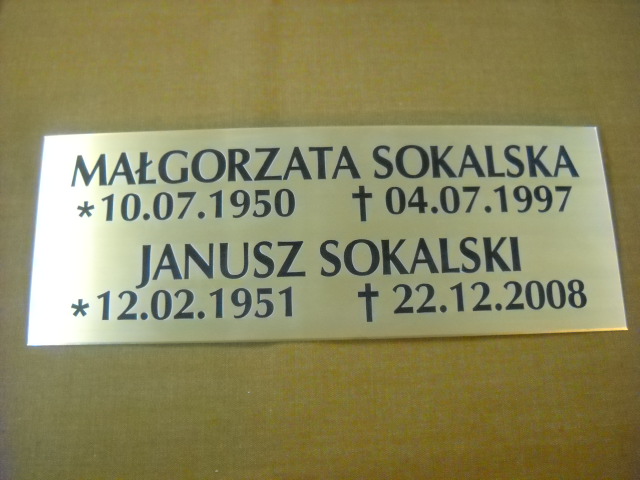 MAŁGORZATA SOKALSKA
*10.07.1950 † 04.07.1997
JANUSZ SOKALSKI
*12.02.1951 † 22.12.2008